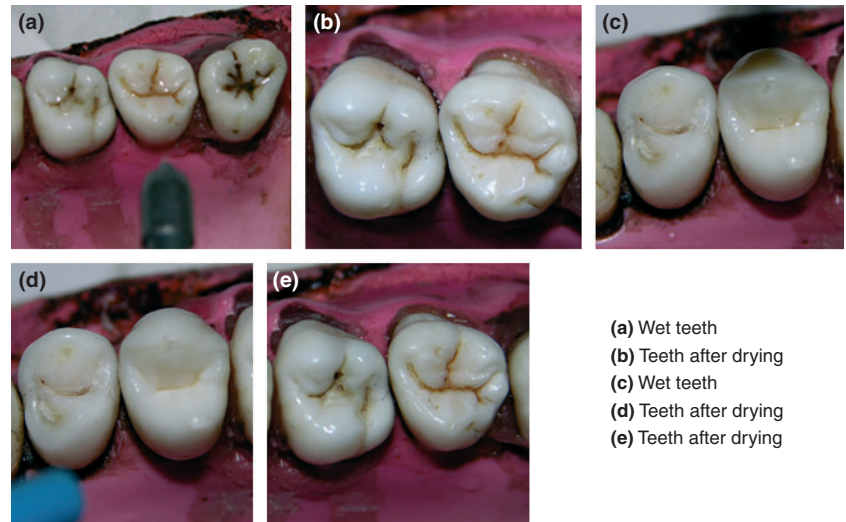 (a)
(b)
(c)
(d)
(e)
(a) Wet teeth
(b) Teeth after drying
(c) Wet teeth
(d) Teeth after drying
(e) Teeth after drying